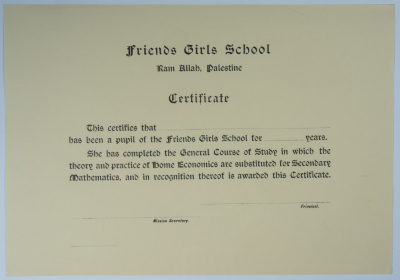 Friends Girls School
Ram Allah, Palestine
Certificate
This certifies that
has been a pupil of the Friends Girls School for years.
She has completed the General Course of Study in which the
theory and practice of Home Economics are substituted for Secondary
Mathematics, and in recognition thereof is awarded this Certificate.
Principal.
Mission Secretary.